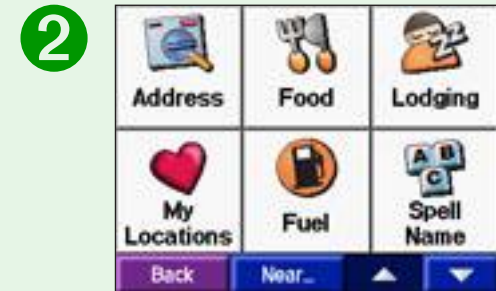 2
Address Food Lodging
My Locations Fuel Spell Name
A B C
Back Near...